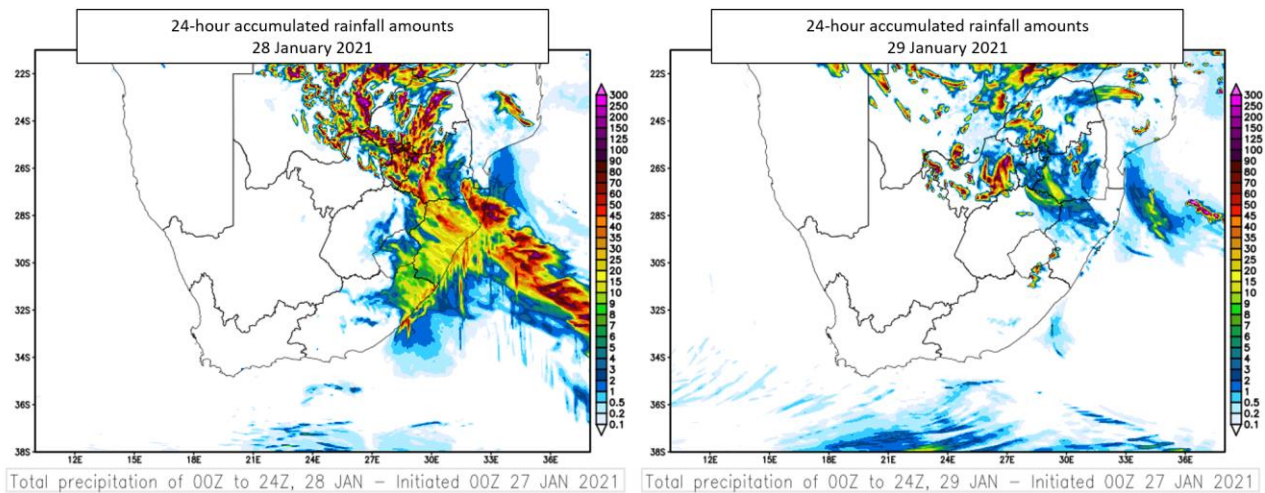 24-hour accumulated rainfall amounts
28 January 2021
22S
24S
26S
28S
30S
32S
34S
36S
38S
12E
15E
18E
21E
24E
27E
30E
33E
36E
300
250
200
150
125
100
90
80
70
60
50
45
40
35
30
25
20
15
10
9
8
7
6
5
4
3
2
1
0.5
0.2
0.1
Total precipitation of 00Z to 24Z, 28 JAN – Initiated 00Z 27 JAN 2021
24-hour accumulated rainfall amounts
29 January 2021
22S
24S
26S
28S
30S
32S
34S
36S
38S
12E
15E
18E
21E
24E
27E
30E
33E
36E
300
250
200
150
125
100
90
80
70
60
50
45
40
35
30
25
20
15
10
9
8
7
6
5
4
3
2
1
0.5
0.2
0.1
Total precipitation of 00Z to 24Z, 29 JAN – Initiated 00Z 27 JAN 2021